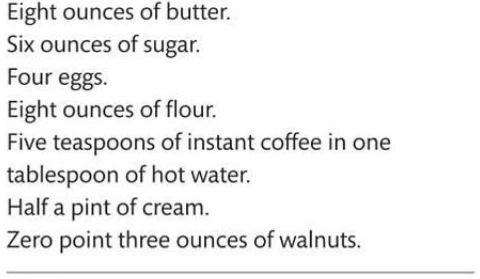 Eight ounces of butter.
Six ounces of sugar.
Four eggs.
Eight ounces of flour.
Five teaspoons of instant coffee in one
tablespoon of hot water.
Half a pint of cream.
Zero point three ounces of walnuts.